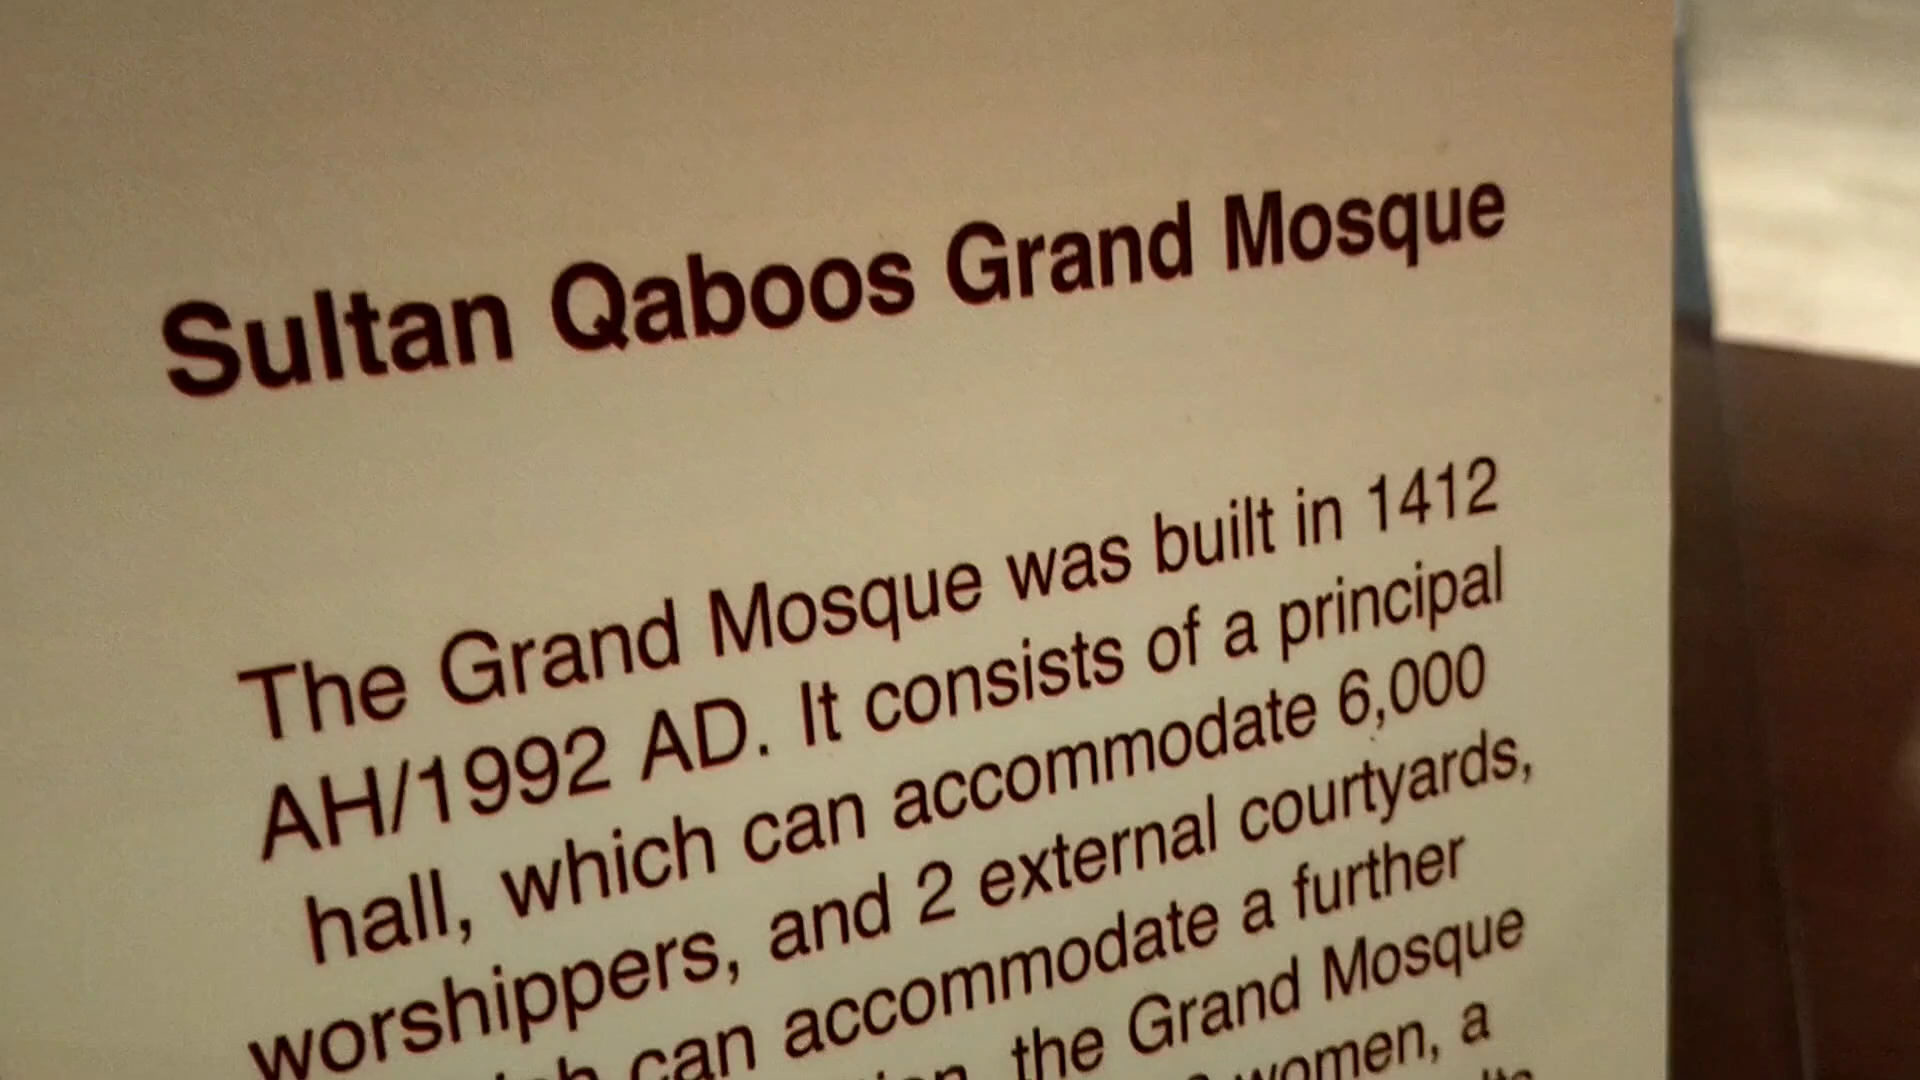 Sultan Qaboos Grand Mosque
The Grand Mosque was built in 1412
AH/1992 AD. It consists of a principal
hall, which can accommodate 6,000
worshippers, and 2 external courtyards,
can accommodate a further
the Grand Mosque
women, a